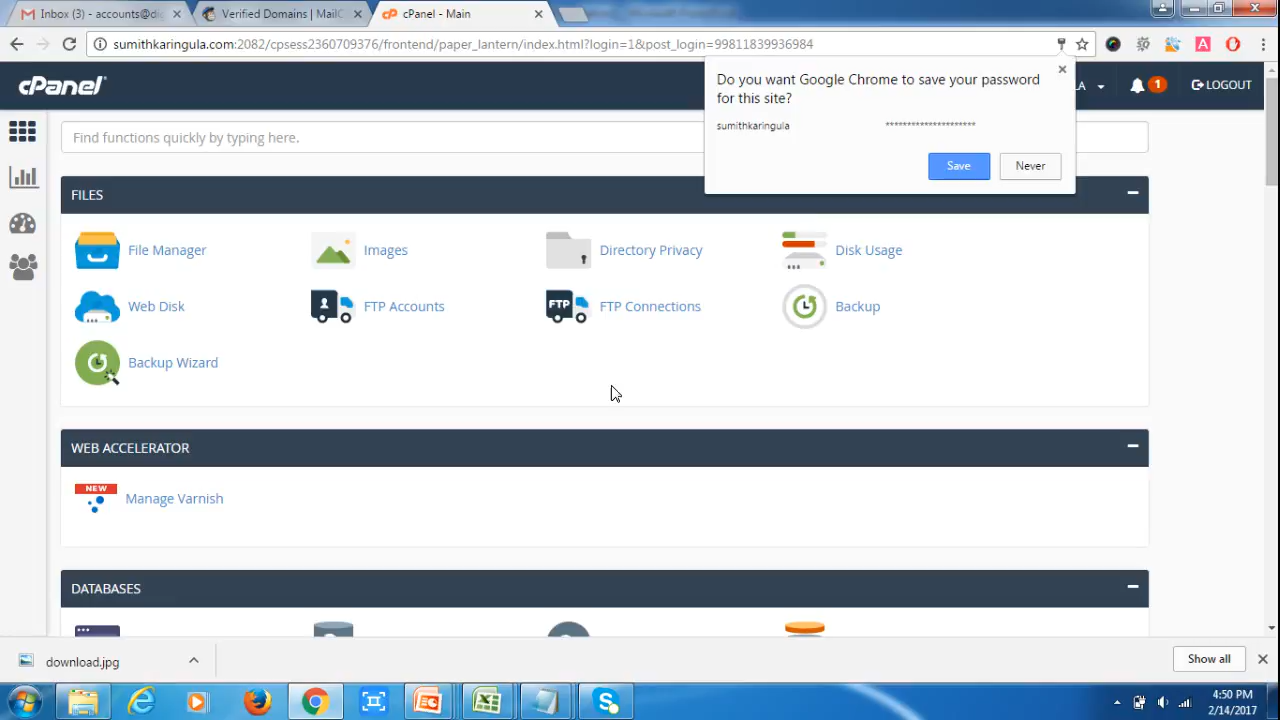 Inbox (3) - accounts@di
Verified Domains | MailC
cPanel - Main
sumithkaringula.com:2082/cpsess2360709376/frontend/paper_lantern/index.html?login=1&post_login=99811839936984
cPanel
LA
1
LOGOUT
Do you want Google Chrome to save your password
for this site?
sumithkaringula
*********************
Save
Never
Find functions quickly by typing here.
FILES
File Manager
Images
Directory Privacy
Disk Usage
Web Disk
FTP Accounts
FTP
FTP Connections
Backup
Backup Wizard
WEB ACCELERATOR
NEW
Manage Varnish
DATABASES
download.jpg
Show all
4:50 PM
2/14/2017